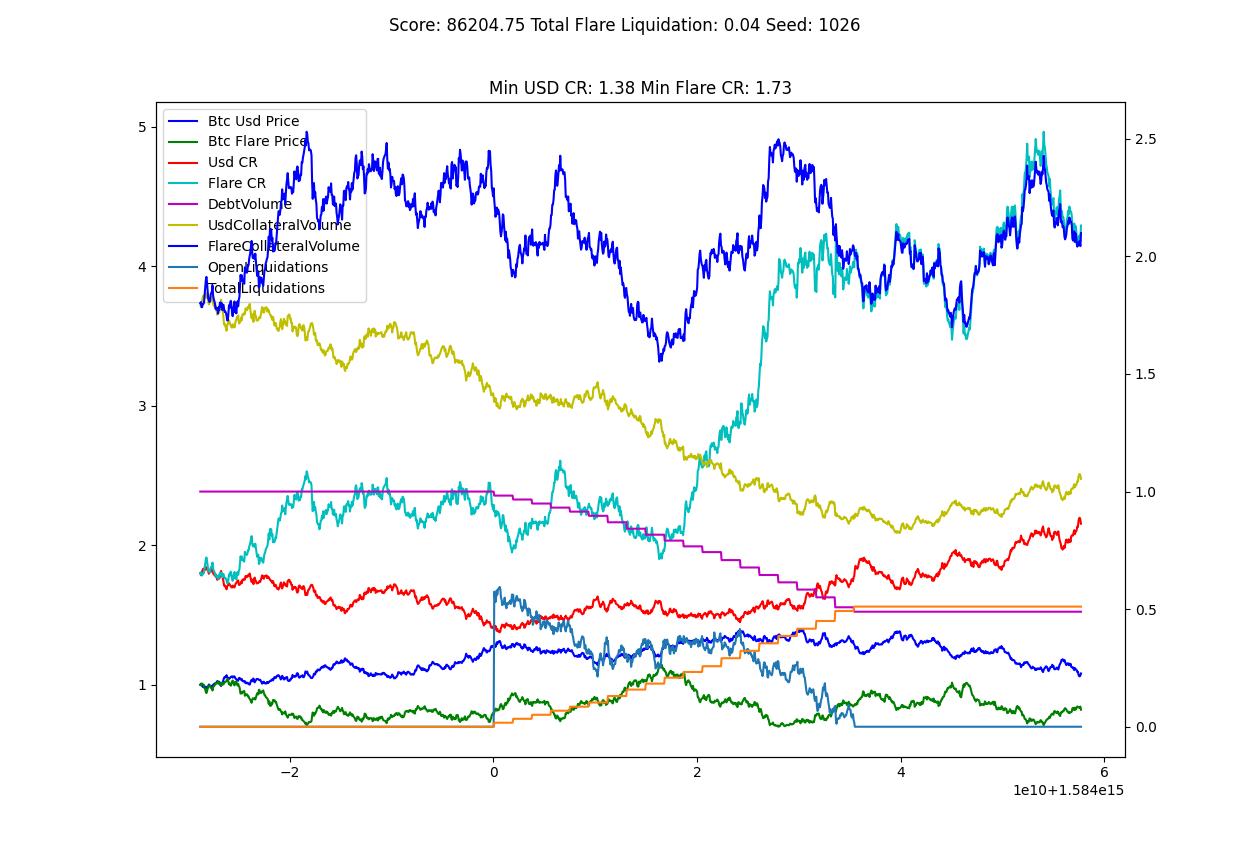 Score: 86204.75 Total Flare Liquidation: 0.04 Seed: 1026
Min USD CR: 1.38 Min Flare CR: 1.73
Btc Usd Price
Btc Flare Price
Usd CR
Flare CR
DebtVolume
UsdCollateralVolume
FlareCollateralVolume
OpenLiquidations
TotalLiquidations
5
4
3
2
1
2.5
2.0
1.5
1.0
0.5
0.0
−2 0 2 4 6
1e10+1.584e15